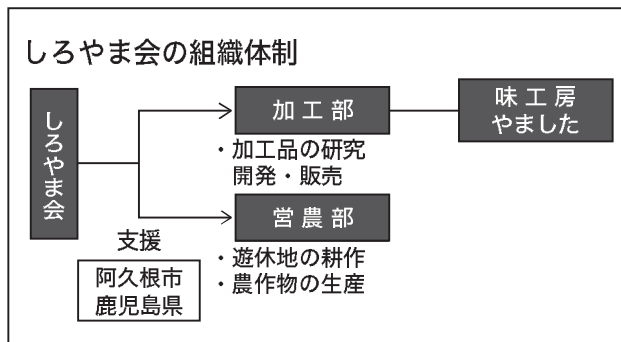 しろやま会の組織体制
しろやま会
加工部
・加工品の研究
開発・販売
味工房
やました
営農部
・遊休地の耕作
・農作物の生産
支援
阿久根市
鹿児島県